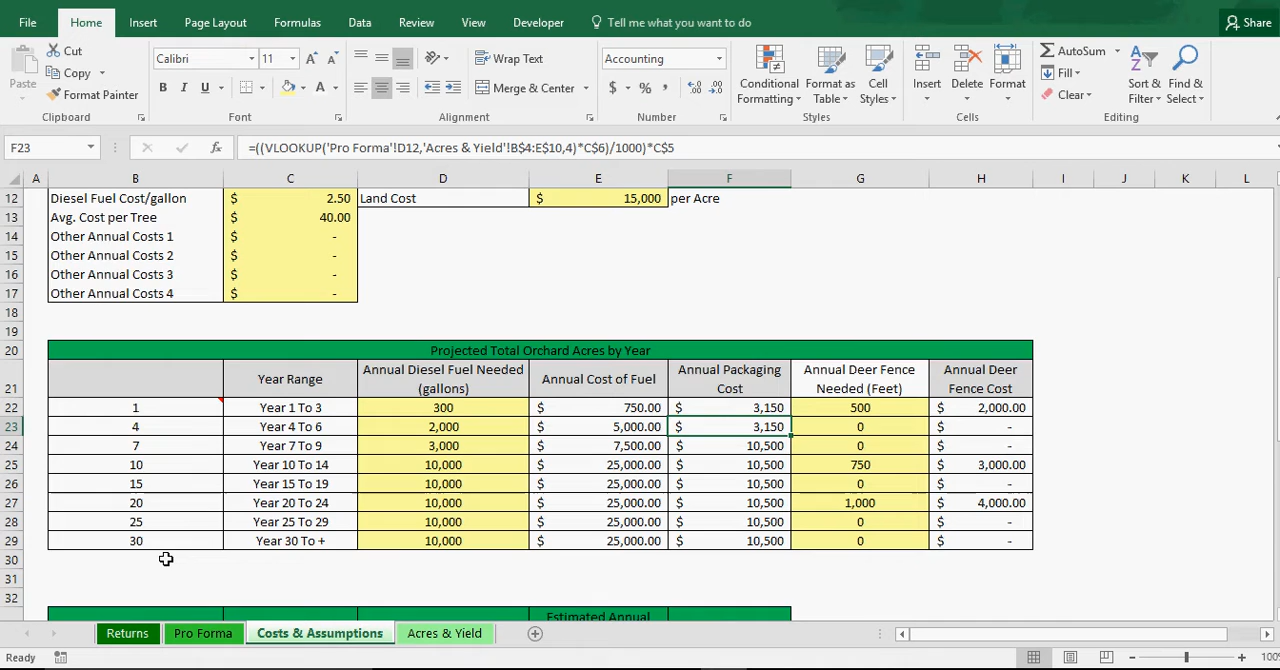 File Home Insert Page Layout Formulas Data Review View Developer Tell me what you want to do Share
Cut
Copy
Format Painter
Paste
Calibri 11 A A
B I U A
Wrap Text
Merge & Center
Accounting
$ % ,
Conditional Formatting
Format as Table
Cell Styles
Insert Delete Format
AutoSum
Fill
Clear
Sort & Filter
Find & Select
Clipboard Font Alignment Number Styles Cells Editing
F23 fx =((VLOOKUP('Pro Forma'!D12,'Acres & Yield'!B$4:E$10,4)*C$6)/1000)*C$5
A B C D E F G H I J K L
12 Diesel Fuel Cost/gallon $ 2.50 Land Cost $ 15,000 per Acre
13 Avg. Cost per Tree $ 40.00
14 Other Annual Costs 1 $ -
15 Other Annual Costs 2 $ -
16 Other Annual Costs 3 $ -
17 Other Annual Costs 4 $ -
18
19
20 Projected Total Orchard Acres by Year
21 Year Range Annual Diesel Fuel Needed (gallons) Annual Cost of Fuel Annual Packaging Cost Annual Deer Fence Needed (Feet) Annual Deer Fence Cost
22 1 Year 1 To 3 300 $ 750.00 $ 3,150 500 $ 2,000.00
23 4 Year 4 To 6 2,000 $ 5,000.00 $ 3,150 0 $ -
24 7 Year 7 To 9 3,000 $ 7,500.00 $ 10,500 0 $ -
25 10 Year 10 To 14 10,000 $ 25,000.00 $ 10,500 750 $ 3,000.00
26 15 Year 15 To 19 10,000 $ 25,000.00 $ 10,500 0 $ -
27 20 Year 20 To 24 10,000 $ 25,000.00 $ 10,500 1,000 $ 4,000.00
28 25 Year 25 To 29 10,000 $ 25,000.00 $ 10,500 0 $ -
29 30 Year 30 To + 10,000 $ 25,000.00 $ 10,500 0 $ -
30
31
32
Estimated Annual
Returns Pro Forma Costs & Assumptions Acres & Yield
Ready